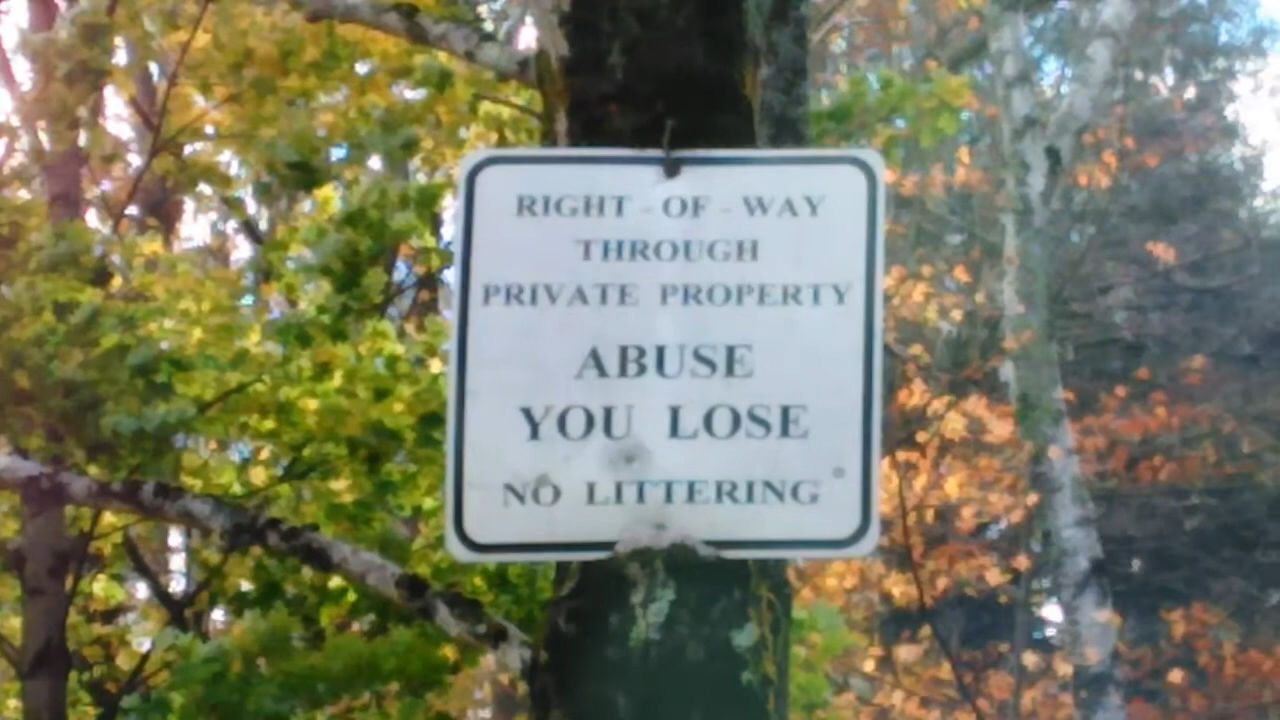 RIGHT - OF - WAY
THROUGH
PRIVATE PROPERTY
ABUSE
YOU LOSE
NO LITTERING